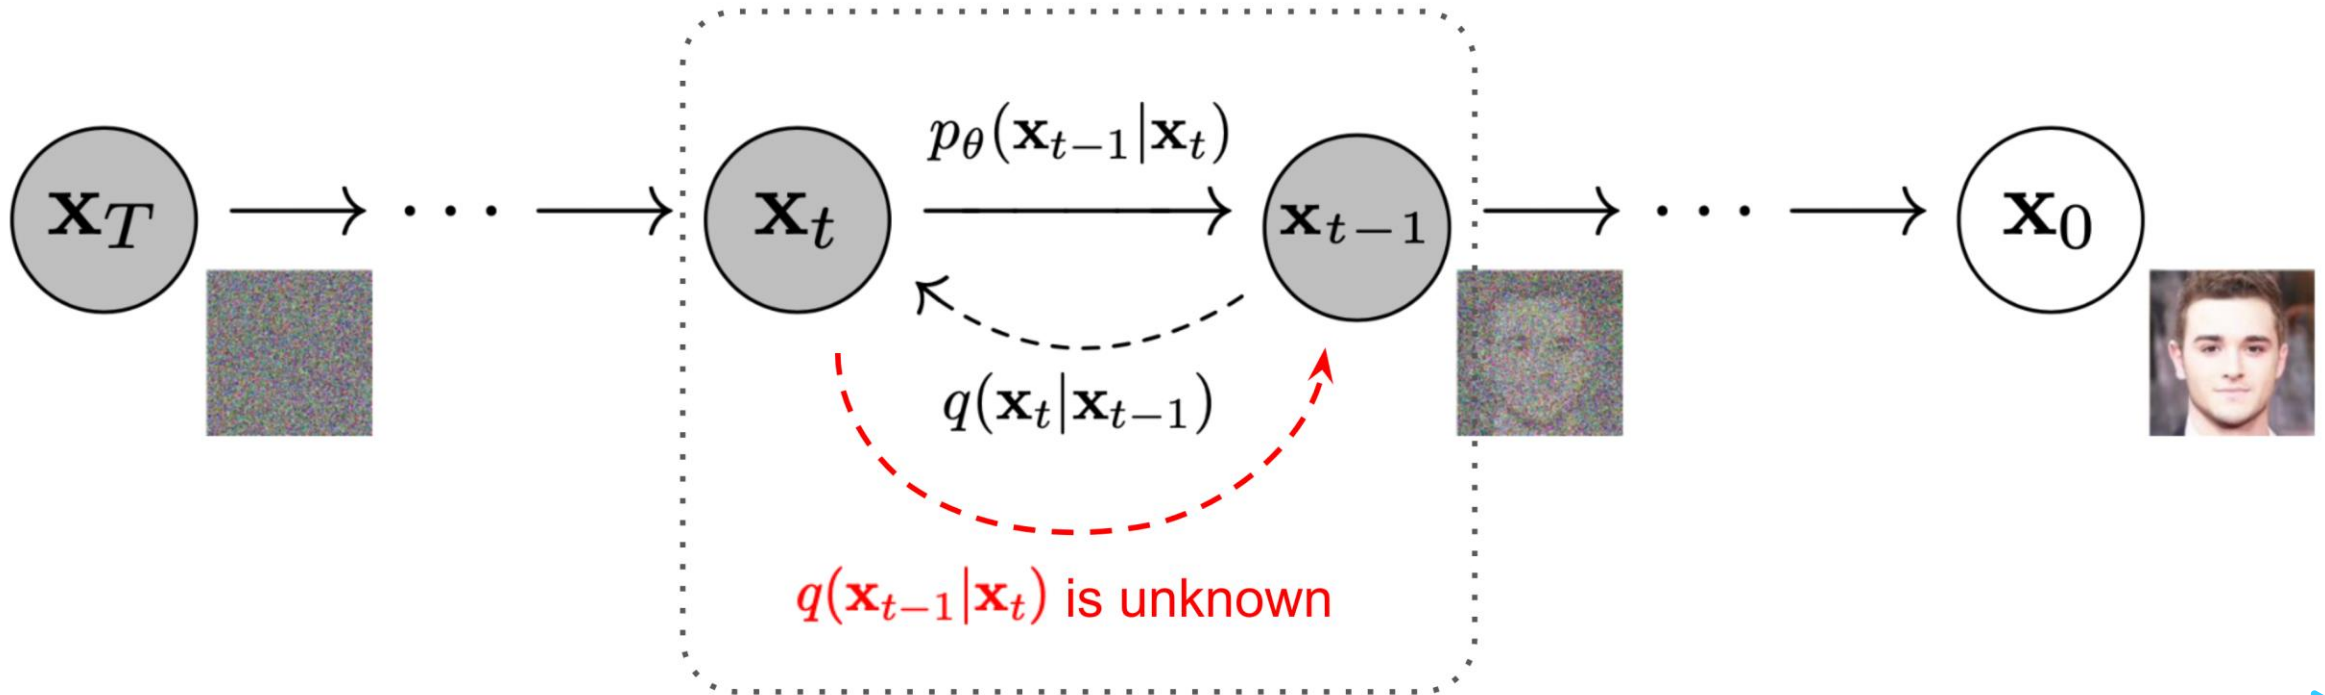 p_θ(x_{t−1}|x_t)
x_T → · · · → x_t → x_{t−1} → · · · → x_0
q(x_t|x_{t−1})
q(x_{t−1}|x_t) is unknown